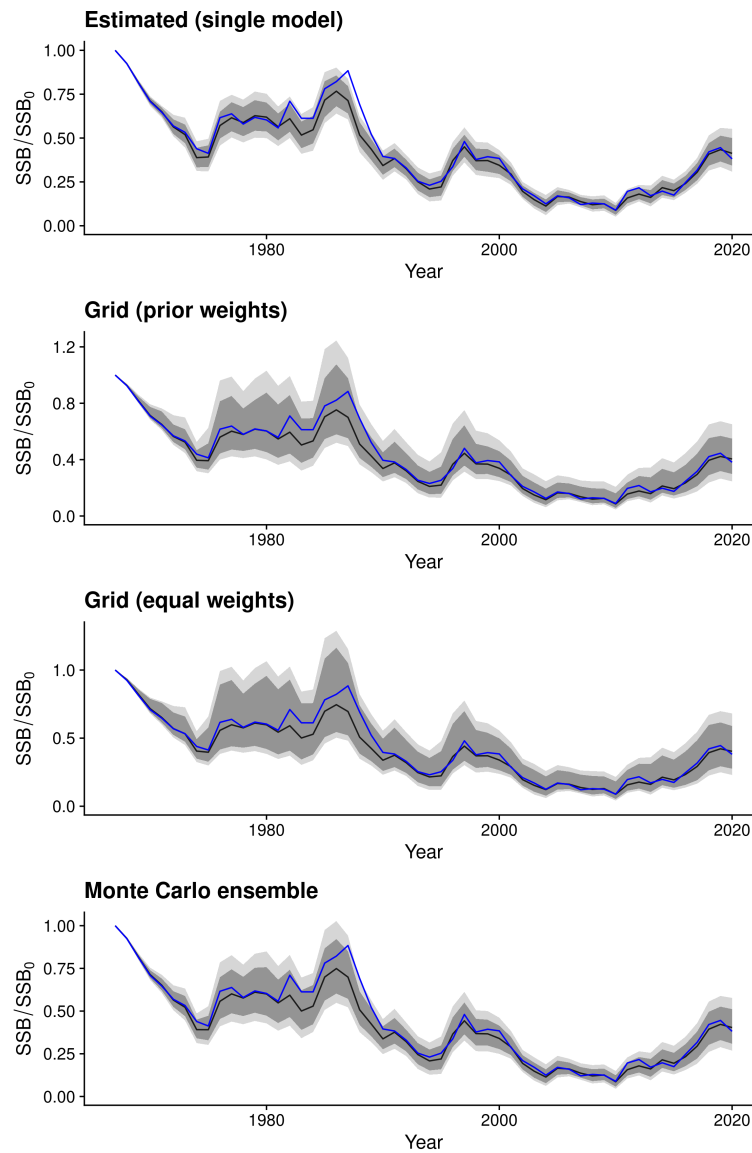 Estimated (single model)
1.00
0.75
0.50
0.25
0.00
SSB/SSB₀
1980 2000 2020
Year
Grid (prior weights)
1.2
0.8
0.4
0.0
SSB/SSB₀
1980 2000 2020
Year
Grid (equal weights)
1.0
0.5
0.0
SSB/SSB₀
1980 2000 2020
Year
Monte Carlo ensemble
1.00
0.75
0.50
0.25
0.00
SSB/SSB₀
1980 2000 2020
Year